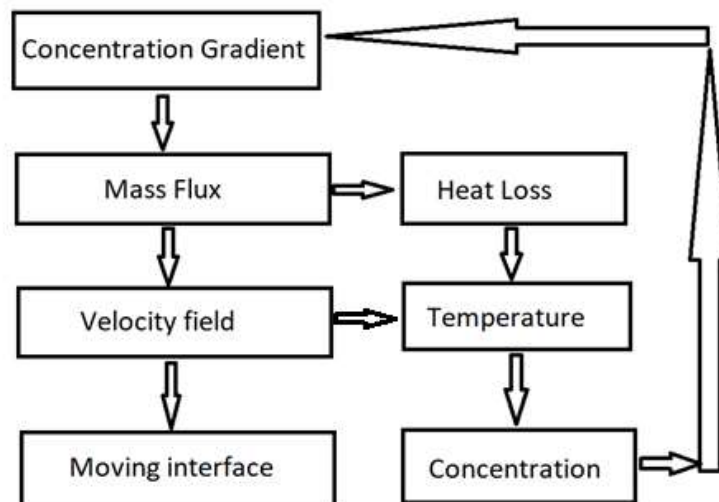 Concentration Gradient
Mass Flux
Heat Loss
Velocity field
Temperature
Moving interface
Concentration